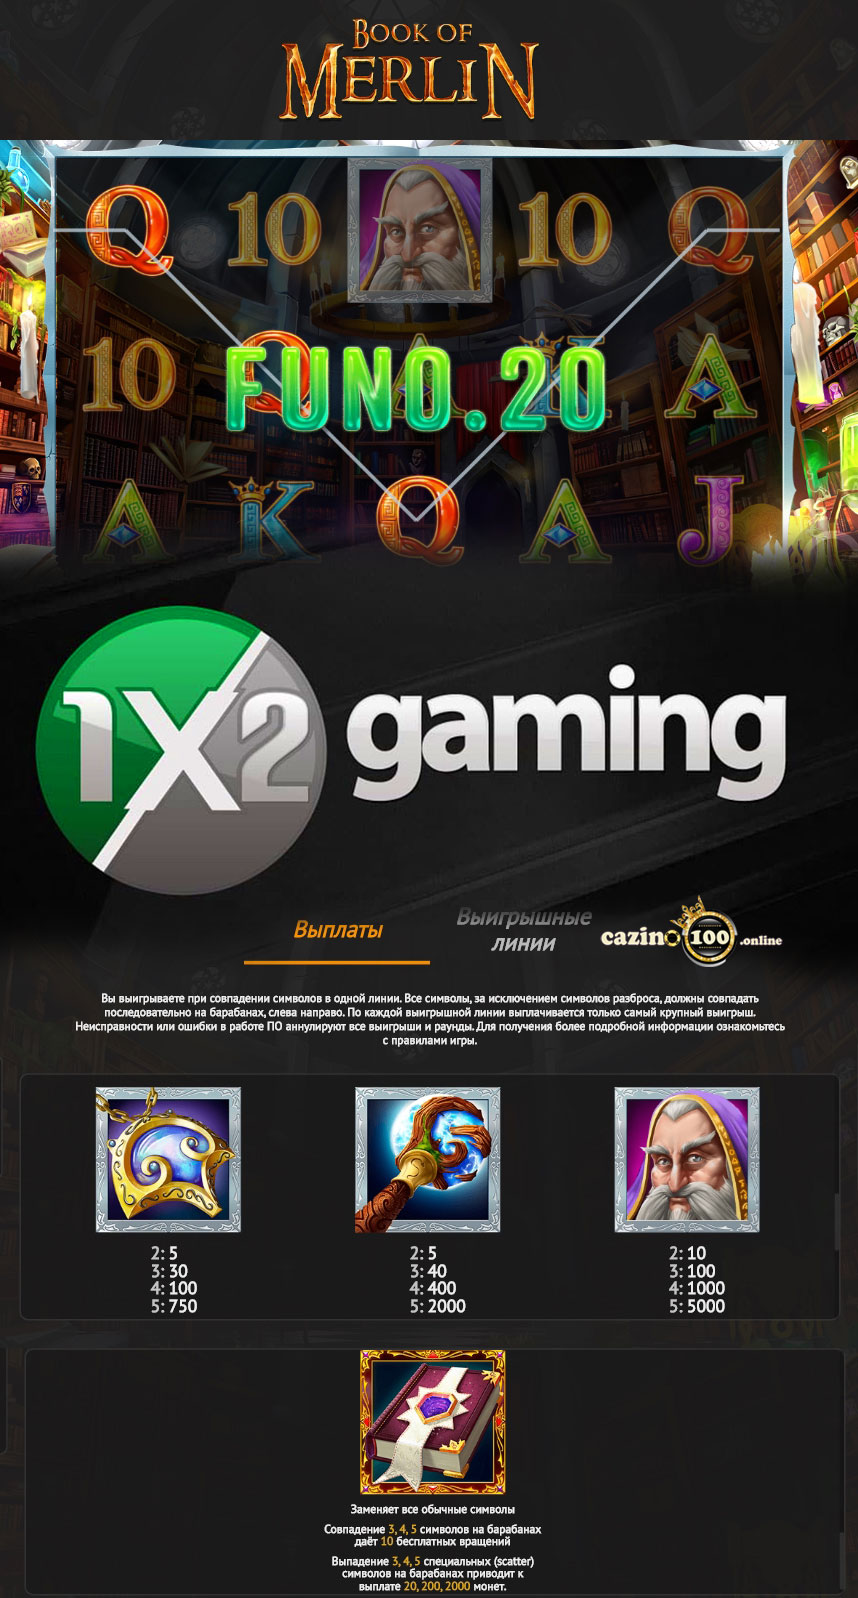 BOOK OF
MERLIN
Q 10 10 Q
10 Q A K A
FUN0.20
A K Q A J
1X2 gaming
Выплаты
Выигрышные
линии
cazino 100 .online
Вы выигрываете при совпадении символов в одной линии. Все символы, за исключением символов разброса, должны совпадать
последовательно на барабанах, слева направо. По каждой выигрышной линии выплачивается только самый крупный выигрыш.
Неисправности или ошибки в работе ПО аннулируют все выигрыши и раунды. Для получения более подробной информации ознакомьтесь
с правилами игры.
2: 5
3: 30
4: 100
5: 750
2: 5
3: 40
4: 400
5: 2000
2: 10
3: 100
4: 1000
5: 5000
Заменяет все обычные символы
Совпадение 3, 4, 5 символов на барабанах
даёт 10 бесплатных вращений
Выпадение 3, 4, 5 специальных (scatter)
символов на барабанах приводит к
выплате 20, 200, 2000 монет.